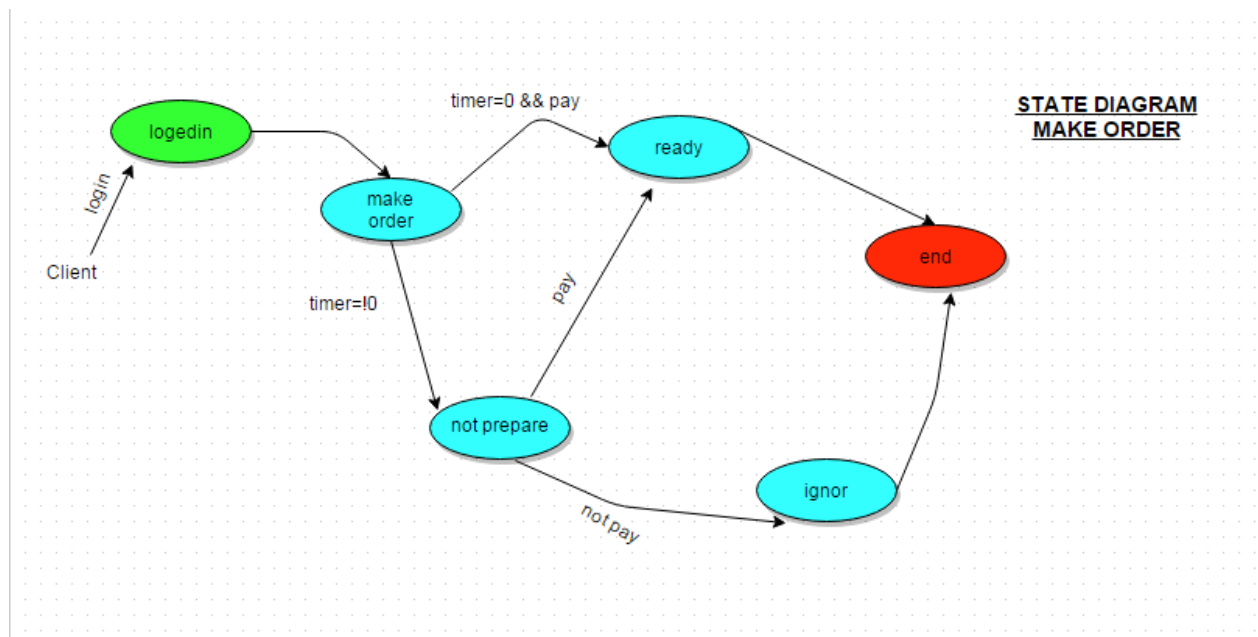 STATE DIAGRAM
MAKE ORDER
timer=0 && pay
logedin
ready
login
make
order
Client
end
timer=!0
pay
not prepare
ignor
not pay